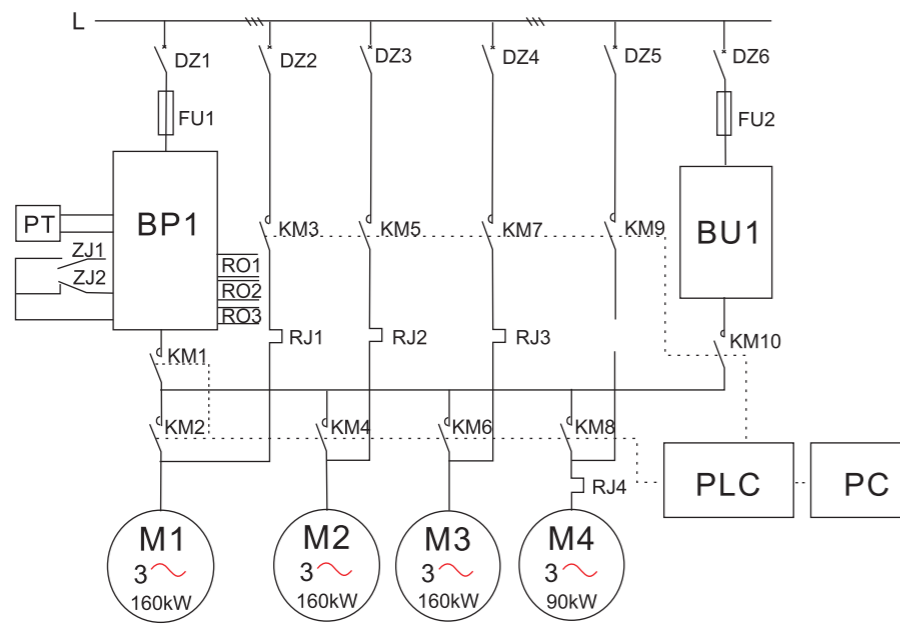 L
DZ1
DZ2
DZ3
DZ4
DZ5
DZ6
FU1
FU2
BP1
BU1
PT
KM3
KM5
KM7
KM9
ZJ1
ZJ2
RO1
RO2
RO3
RJ1
RJ2
RJ3
KM10
KM1
KM2
KM4
KM6
KM8
PLC
PC
RJ4
M1
3
160kW
M2
3
160kW
M3
3
160kW
M4
3
90kW